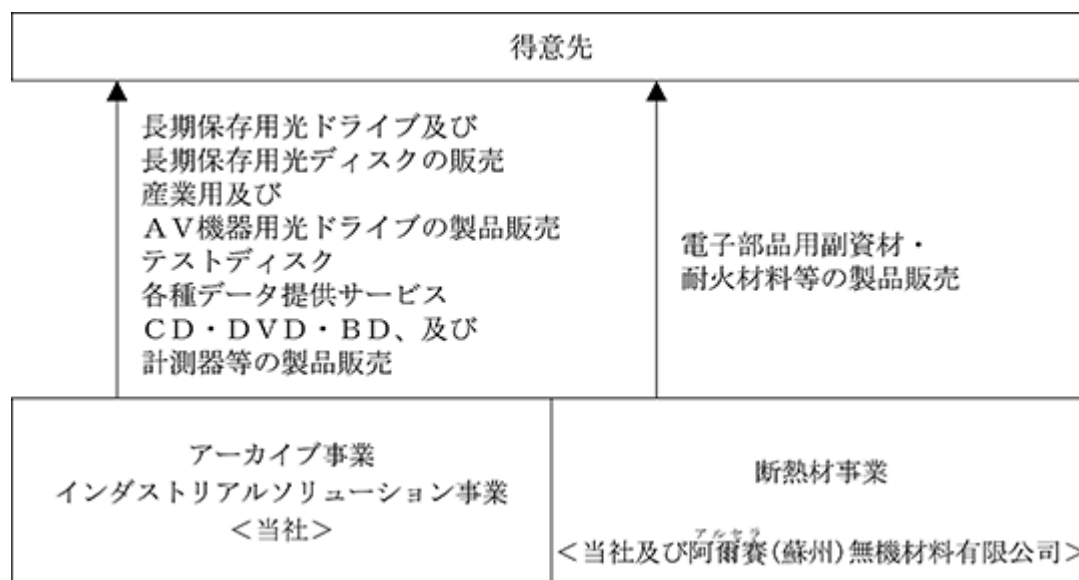 得意先
長期保存用光ドライブ及び
長期保存用光ディスクの販売
産業用及び
ＡＶ機器用光ドライブの製品販売
テストディスク
各種データ提供サービス
ＣＤ・ＤＶＤ・ＢＤ、及び
計測器等の製品販売
電子部品用副資材・
耐火材料等の製品販売
アーカイブ事業
インダストリアルソリューション事業
＜当社＞
断熱材事業
アルセラ
＜当社及び阿爾賽(蘇州)無機材料有限公司＞